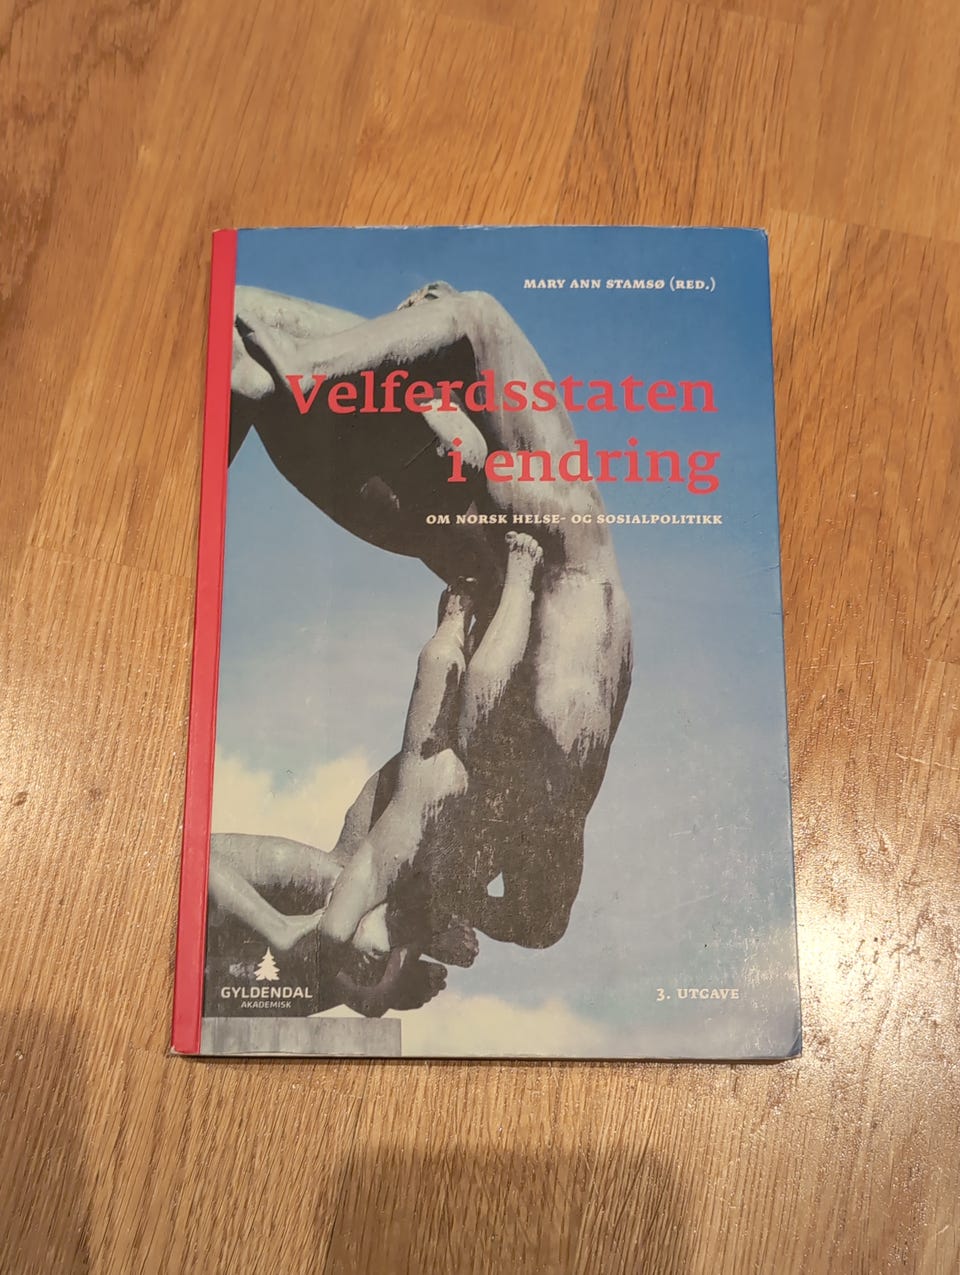 MARY ANN STAMSØ (RED.)
Velferdsstaten
i endring
OM NORSK HELSE- OG SOSIALPOLITIKK
GYLDENDAL
AKADEMISK
3. UTGAVE